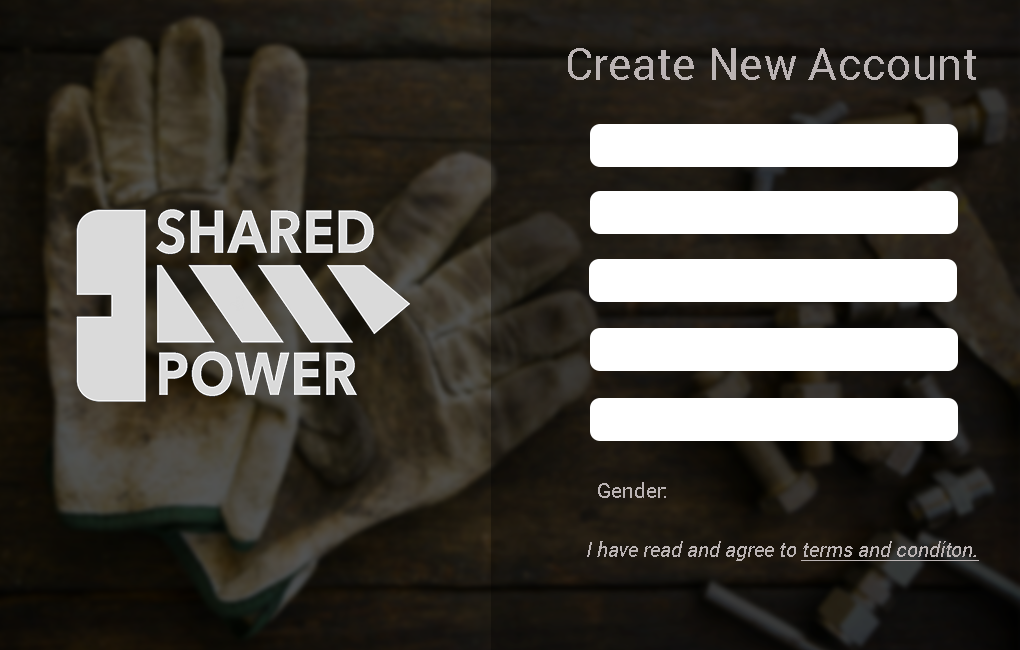 SHARED
POWER
Create New Account
Gender:
I have read and agree to terms and conditon.